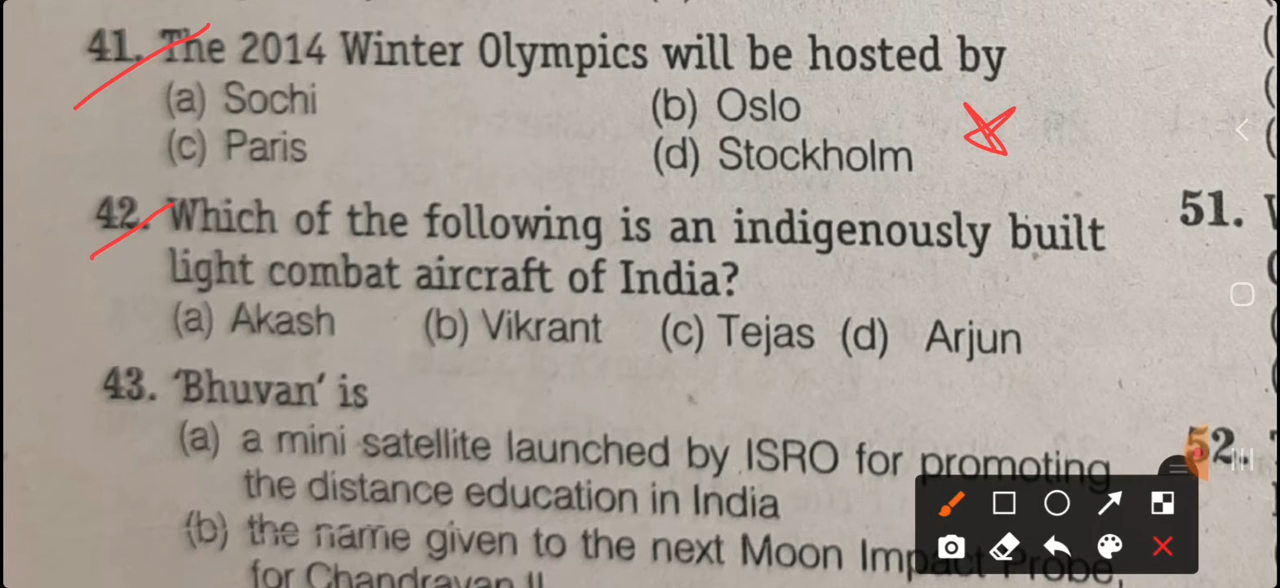 41. The 2014 Winter Olympics will be hosted by
(a) Sochi (b) Oslo
(c) Paris (d) Stockholm
42. Which of the following is an indigenously built
light combat aircraft of India?
(a) Akash (b) Vikrant (c) Tejas (d) Arjun
43. 'Bhuvan' is
(a) a mini satellite launched by ISRO for promoting
the distance education in India
(b) the name given to the next Moon Impact Probe,
for Chandrayan II
51.
52.